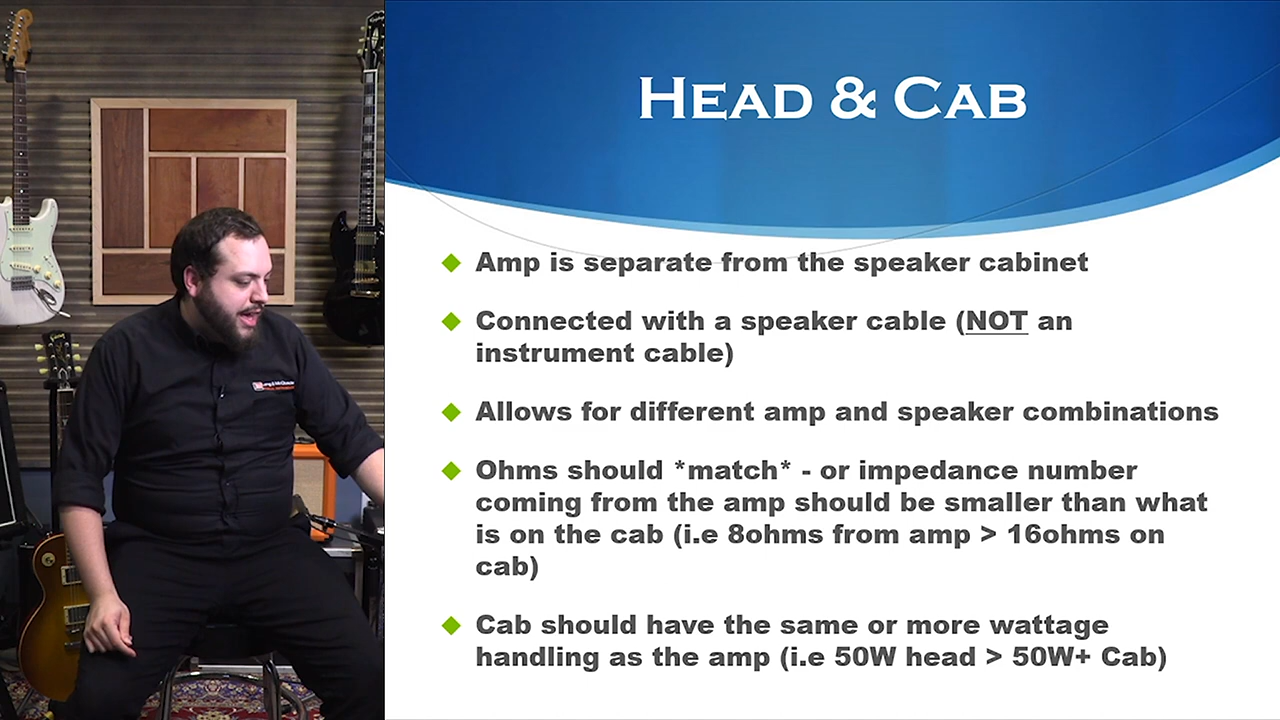 HEAD & CAB
Amp is separate from the speaker cabinet
Connected with a speaker cable (NOT an
instrument cable)
Allows for different amp and speaker combinations
Ohms should *match* - or impedance number
coming from the amp should be smaller than what
is on the cab (i.e 8ohms from amp > 16ohms on
cab)
Cab should have the same or more wattage
handling as the amp (i.e 50W head > 50W+ Cab)